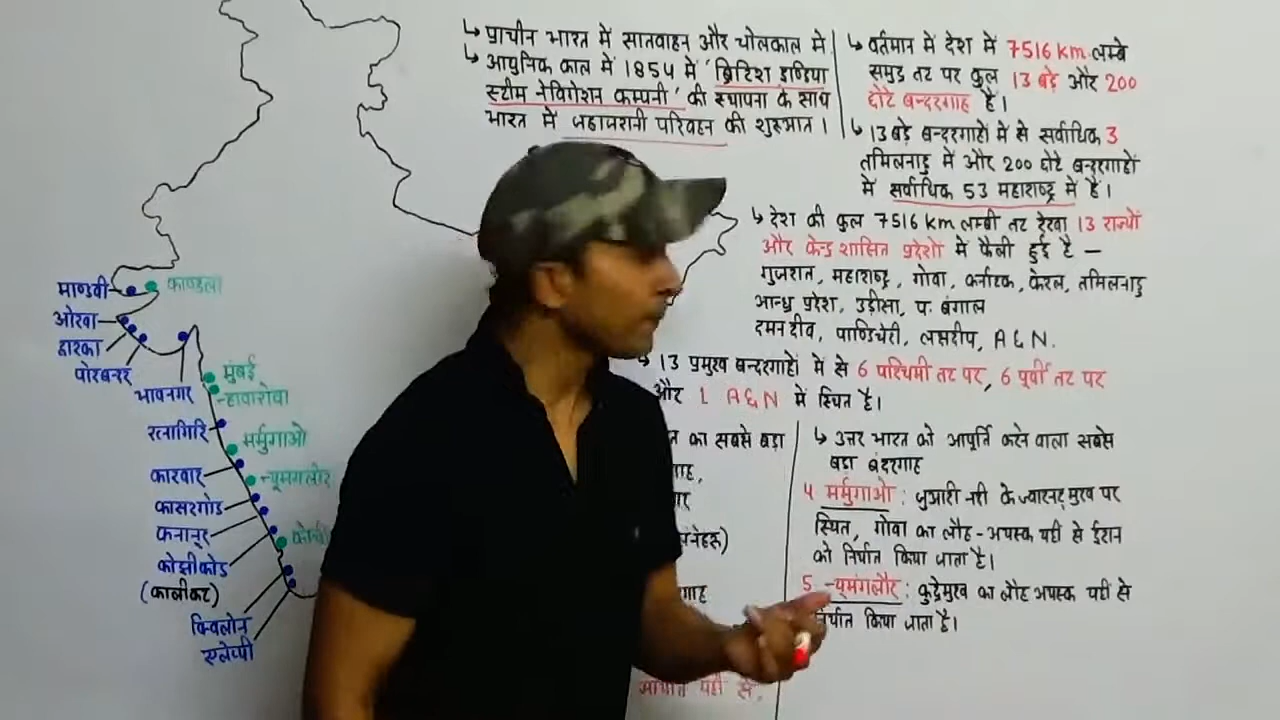 ↳ प्राचीन भारत में सातवाहन और चोलकाल में
↳ आधुनिक काल में 1854 में 'ब्रिटिश इण्डिया
स्टीम नेविगेशन कम्पनी' की स्थापना के साथ
भारत में जहाजरानी परिवहन की शुरुआत।
↳ वर्तमान में देश में 7516 km लम्बे
समुद्र तट पर कुल 13 बड़े और 200
छोटे बन्दरगाह है।
↳ 13 बड़े बन्दरगाहों में से सर्वाधिक 3
तमिलनाडु में और 200 छोटे बन्दरगाहों
में सर्वाधिक 53 महाराष्ट्र में है।
↳ देश की कुल 7516 km लम्बी तट रेखा 13 राज्यों
और केन्द्र शासित प्रदेशों में फैली हुई है –
गुजरात, महाराष्ट्र, गोवा, कर्नाटक, केरल, तमिलनाडु
आन्ध्र प्रदेश, उड़ीसा, प. बंगाल
दमन दीव, पाण्डिचेरी, लक्षदीप, A & N.
↳ 13 प्रमुख बन्दरगाहों में से 6 पश्चिमी तट पर, 6 पूर्वी तट पर
और 1 A & N में स्थित है।
का सबसे बड़ा
↳ उत्तर भारत को आपूर्ति करने वाला सबसे
बड़ा बंदरगाह
4 मर्मुगाओ : जुआरी नदी के ज्वारनदमुख पर
स्थित, गोवा का लौह-अयस्क यहीं से ईरान
को निर्यात किया जाता है।
5. न्यूमंगलौर : कुद्रेमुख का लौह अयस्क यहीं से
निर्यात किया जाता है।
यहीं से,
माण्डवी
काण्डला
ओखा
द्वारका
पोरबन्दर
भावनगर
मुंबई
न्हावाशेवा
रत्नागिरि
मर्मुगाओ
कारवार
न्यूमंगलोर
कासरगोड
कनानूर
कोच्ची
कोझीकोड
(कालीकट)
क्विलोन
एलेप्पी